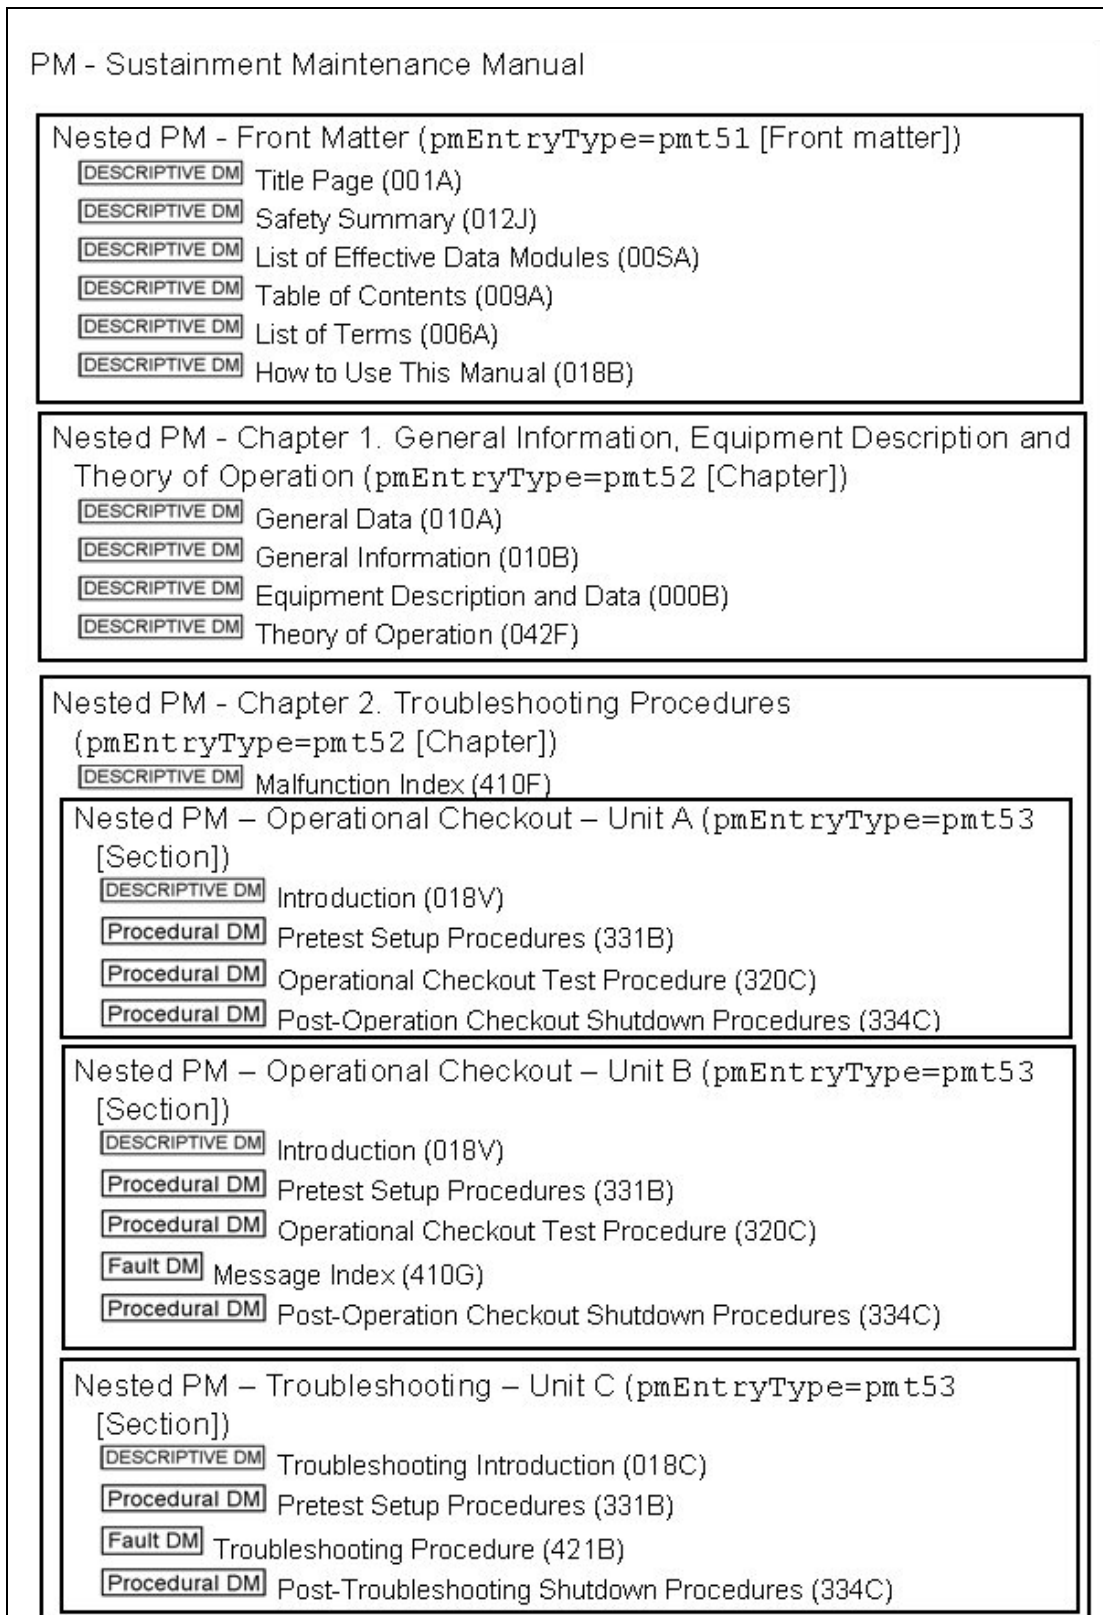 PM - Sustainment Maintenance Manual
Nested PM - Front Matter (pmEntryType=pmt51 [Front matter])
DESCRIPTIVE DM Title Page (001A)
DESCRIPTIVE DM Safety Summary (012J)
DESCRIPTIVE DM List of Effective Data Modules (00SA)
DESCRIPTIVE DM Table of Contents (009A)
DESCRIPTIVE DM List of Terms (006A)
DESCRIPTIVE DM How to Use This Manual (018B)
Nested PM - Chapter 1. General Information, Equipment Description and
Theory of Operation (pmEntryType=pmt52 [Chapter])
DESCRIPTIVE DM General Data (010A)
DESCRIPTIVE DM General Information (010B)
DESCRIPTIVE DM Equipment Description and Data (000B)
DESCRIPTIVE DM Theory of Operation (042F)
Nested PM - Chapter 2. Troubleshooting Procedures
(pmEntryType=pmt52 [Chapter])
DESCRIPTIVE DM Malfunction Index (410F)
Nested PM – Operational Checkout – Unit A (pmEntryType=pmt53
[Section])
DESCRIPTIVE DM Introduction (018V)
Procedural DM Pretest Setup Procedures (331B)
Procedural DM Operational Checkout Test Procedure (320C)
Procedural DM Post-Operation Checkout Shutdown Procedures (334C)
Nested PM – Operational Checkout – Unit B (pmEntryType=pmt53
[Section])
DESCRIPTIVE DM Introduction (018V)
Procedural DM Pretest Setup Procedures (331B)
Procedural DM Operational Checkout Test Procedure (320C)
Fault DM Message Index (410G)
Procedural DM Post-Operation Checkout Shutdown Procedures (334C)
Nested PM – Troubleshooting – Unit C (pmEntryType=pmt53
[Section])
DESCRIPTIVE DM Troubleshooting Introduction (018C)
Procedural DM Pretest Setup Procedures (331B)
Fault DM Troubleshooting Procedure (421B)
Procedural DM Post-Troubleshooting Shutdown Procedures (334C)